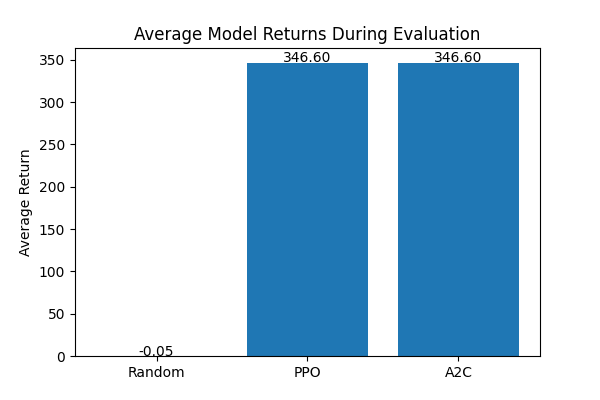 Average Model Returns During Evaluation
Average Return
350
300
250
200
150
100
50
0
-0.05
346.60
346.60
Random
PPO
A2C